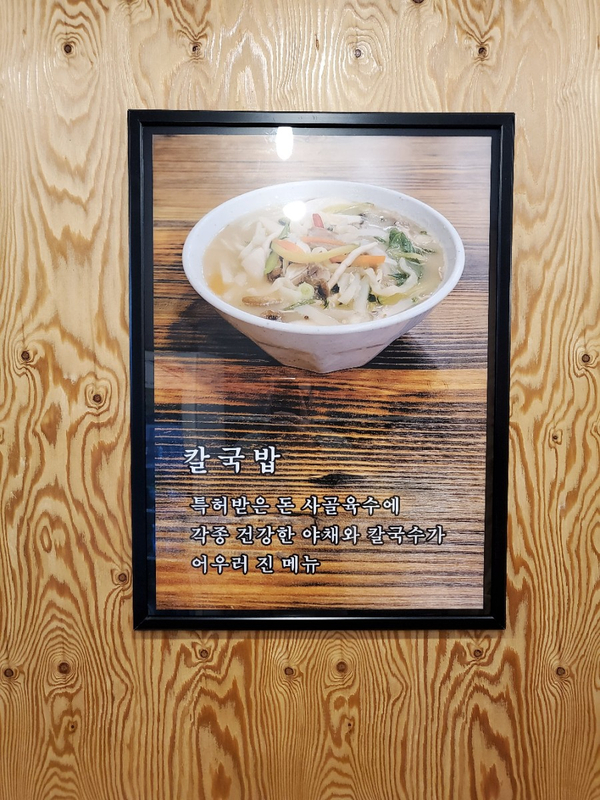 칼국밥
특허받은 돈 사골육수에
각종 건강한 야채와 칼국수가
어우러 진 메뉴